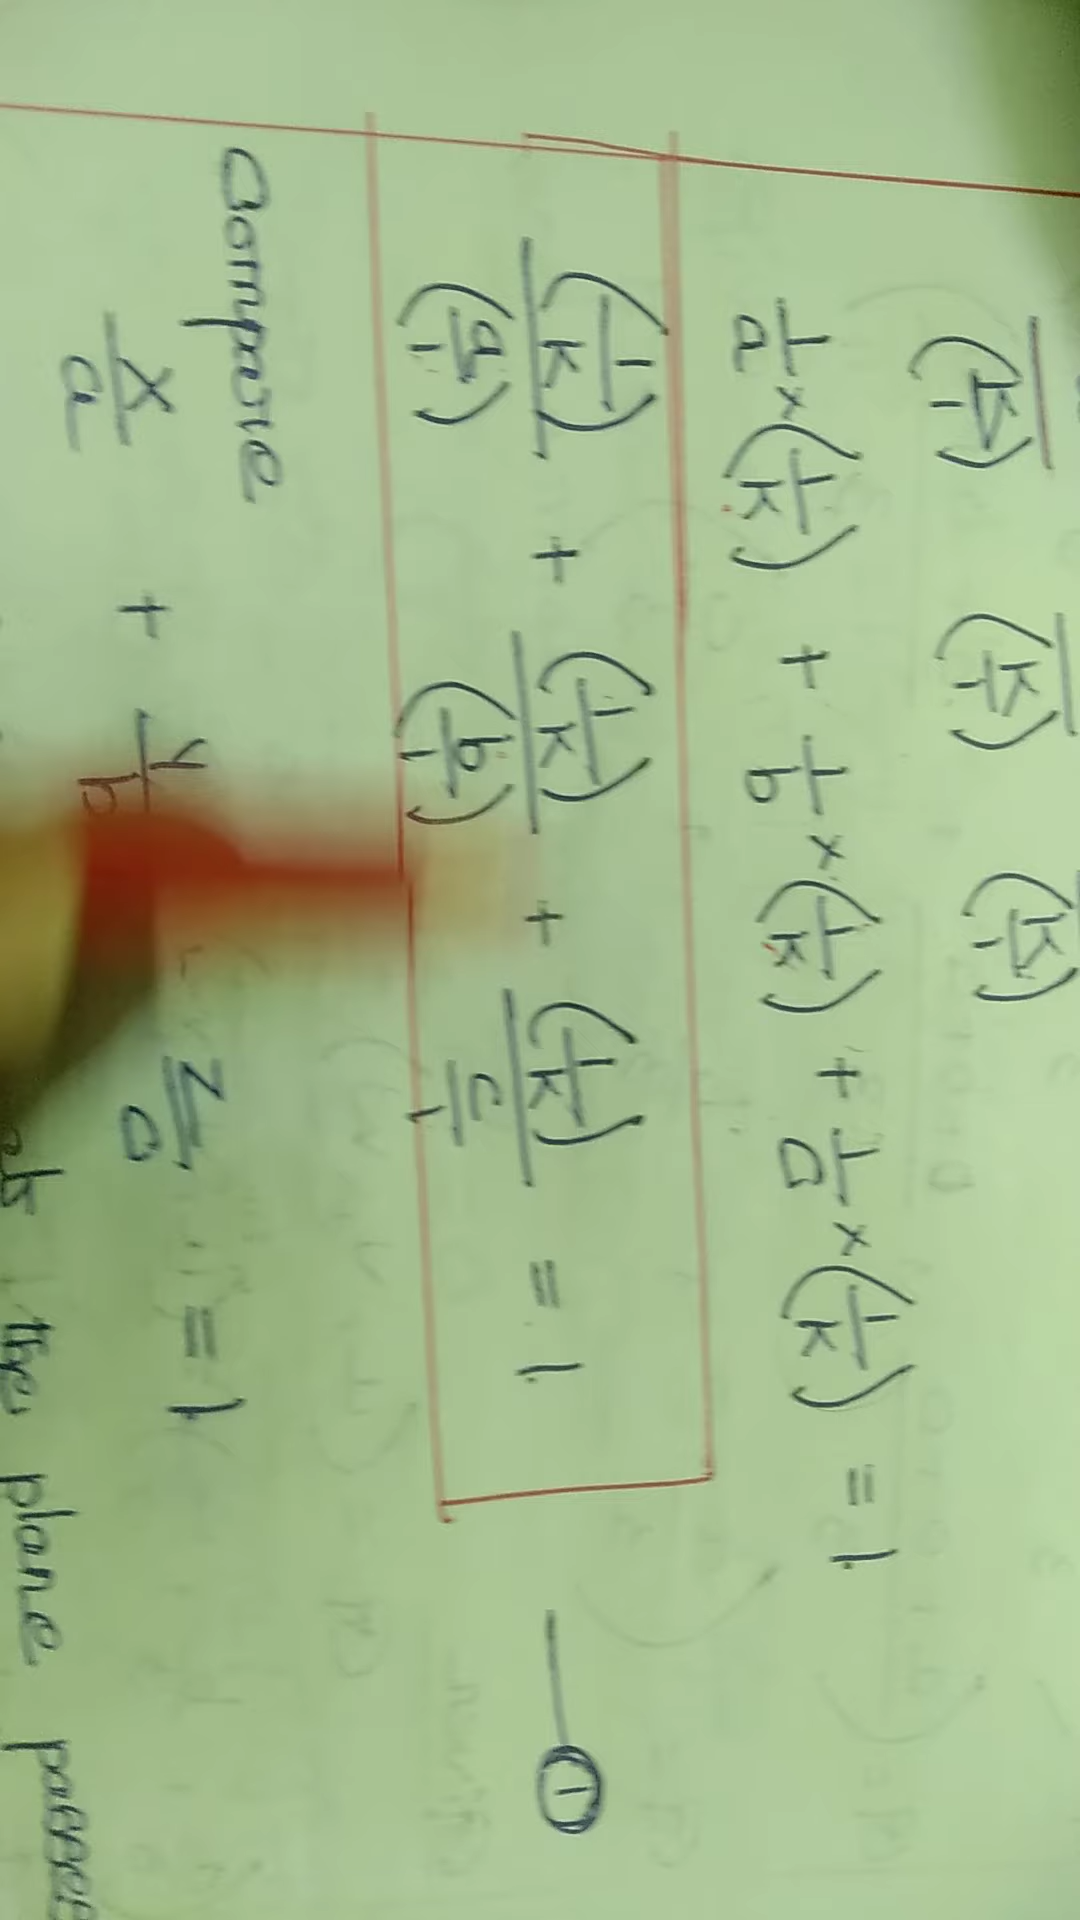 (k/1) (k/1) (k/1)
1/a × (1/k) + 1/b × (1/k) + 1/c × (1/k) = 1.
(1/k)/(a/1) + (1/k)/(b/1) + (1/k)/(c/1) = 1. — ①
Compare
x/a + y/b z/c = 1
the plane passes